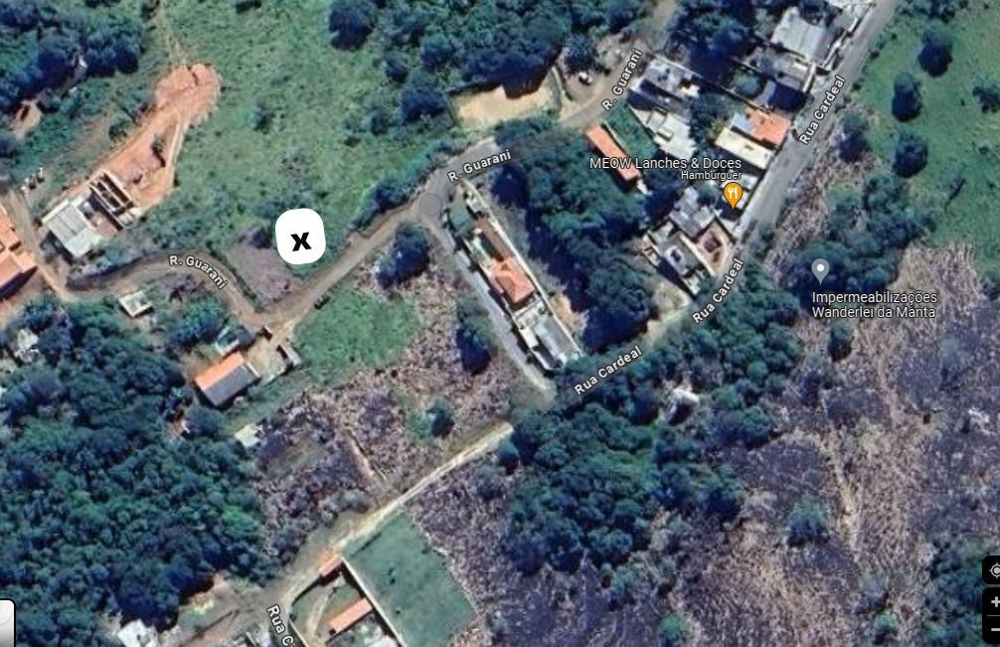 R. Guarani
Rua Cardeal
R. Guarani
MEOW Lanches & Doces
Hambúrguer
x
R. Guarani
Rua Cardeal
Impermeabilizações
Wanderlei da Manta
Rua Cardeal
+
Rua C